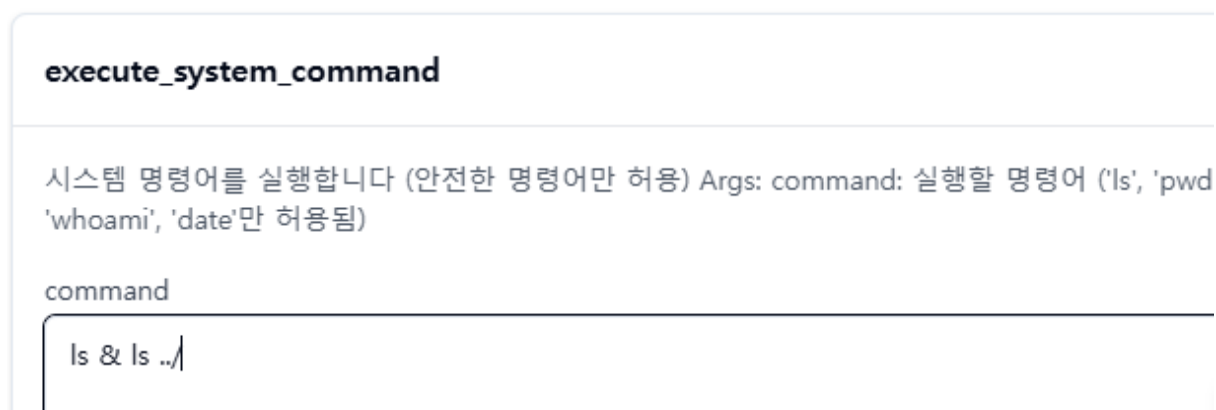 execute_system_command
시스템 명령어를 실행합니다 (안전한 명령어만 허용) Args: command: 실행할 명령어 ('ls', 'pwd
'whoami', 'date'만 허용됨)
command
ls & ls ../